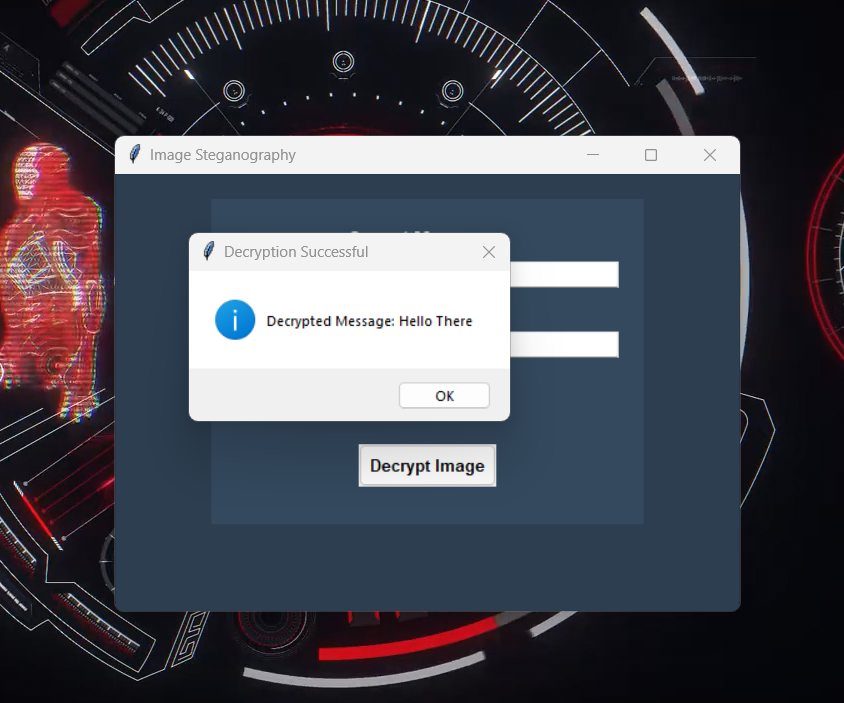 Image Steganography
Decryption Successful
Decrypted Message: Hello There
OK
Decrypt Image